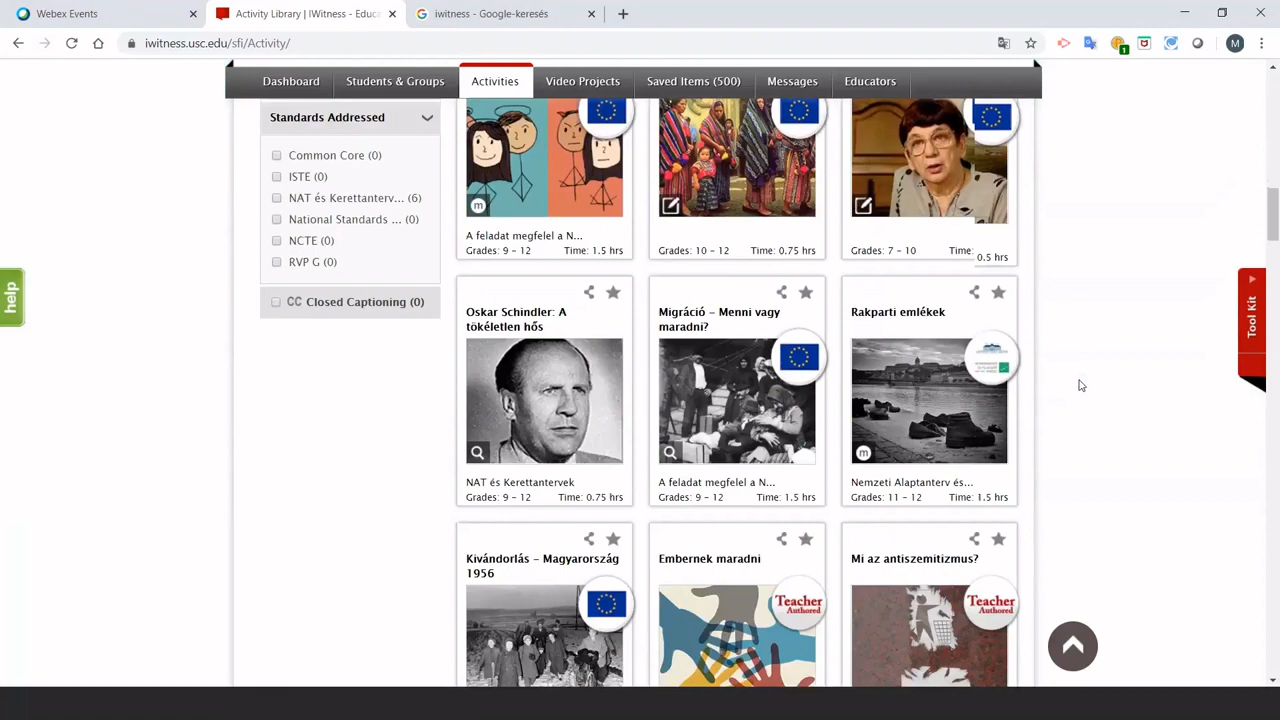 Webex Events
Activity Library | IWitness - Educa
iwitness - Google-keresés
iwitness.usc.edu/sfi/Activity/
1
M
Dashboard
Students & Groups
Activities
Video Projects
Saved Items (500)
Messages
Educators
Standards Addressed
Common Core (0)
ISTE (0)
NAT és Kerettanterv... (6)
National Standards ... (0)
NCTE (0)
RVP G (0)
CC Closed Captioning (0)
help
Tool Kit
m
A feladat megfelel a N...
Grades: 9 – 12 Time: 1.5 hrs
Grades: 10 – 12 Time: 0.75 hrs
Grades: 7 – 10 Time: 0.5 hrs
Oskar Schindler: A
tökéletlen hős
NAT és Kerettantervek
Grades: 9 – 12 Time: 0.75 hrs
Migráció – Menni vagy
maradni?
A feladat megfelel a N...
Grades: 9 – 12 Time: 1.5 hrs
Rakparti emlékek
m
Nemzeti Alaptanterv és...
Grades: 11 – 12 Time: 1.5 hrs
Kivándorlás – Magyarország
1956
Embernek maradni
Teacher
Authored
Mi az antiszemitizmus?
Teacher
Authored